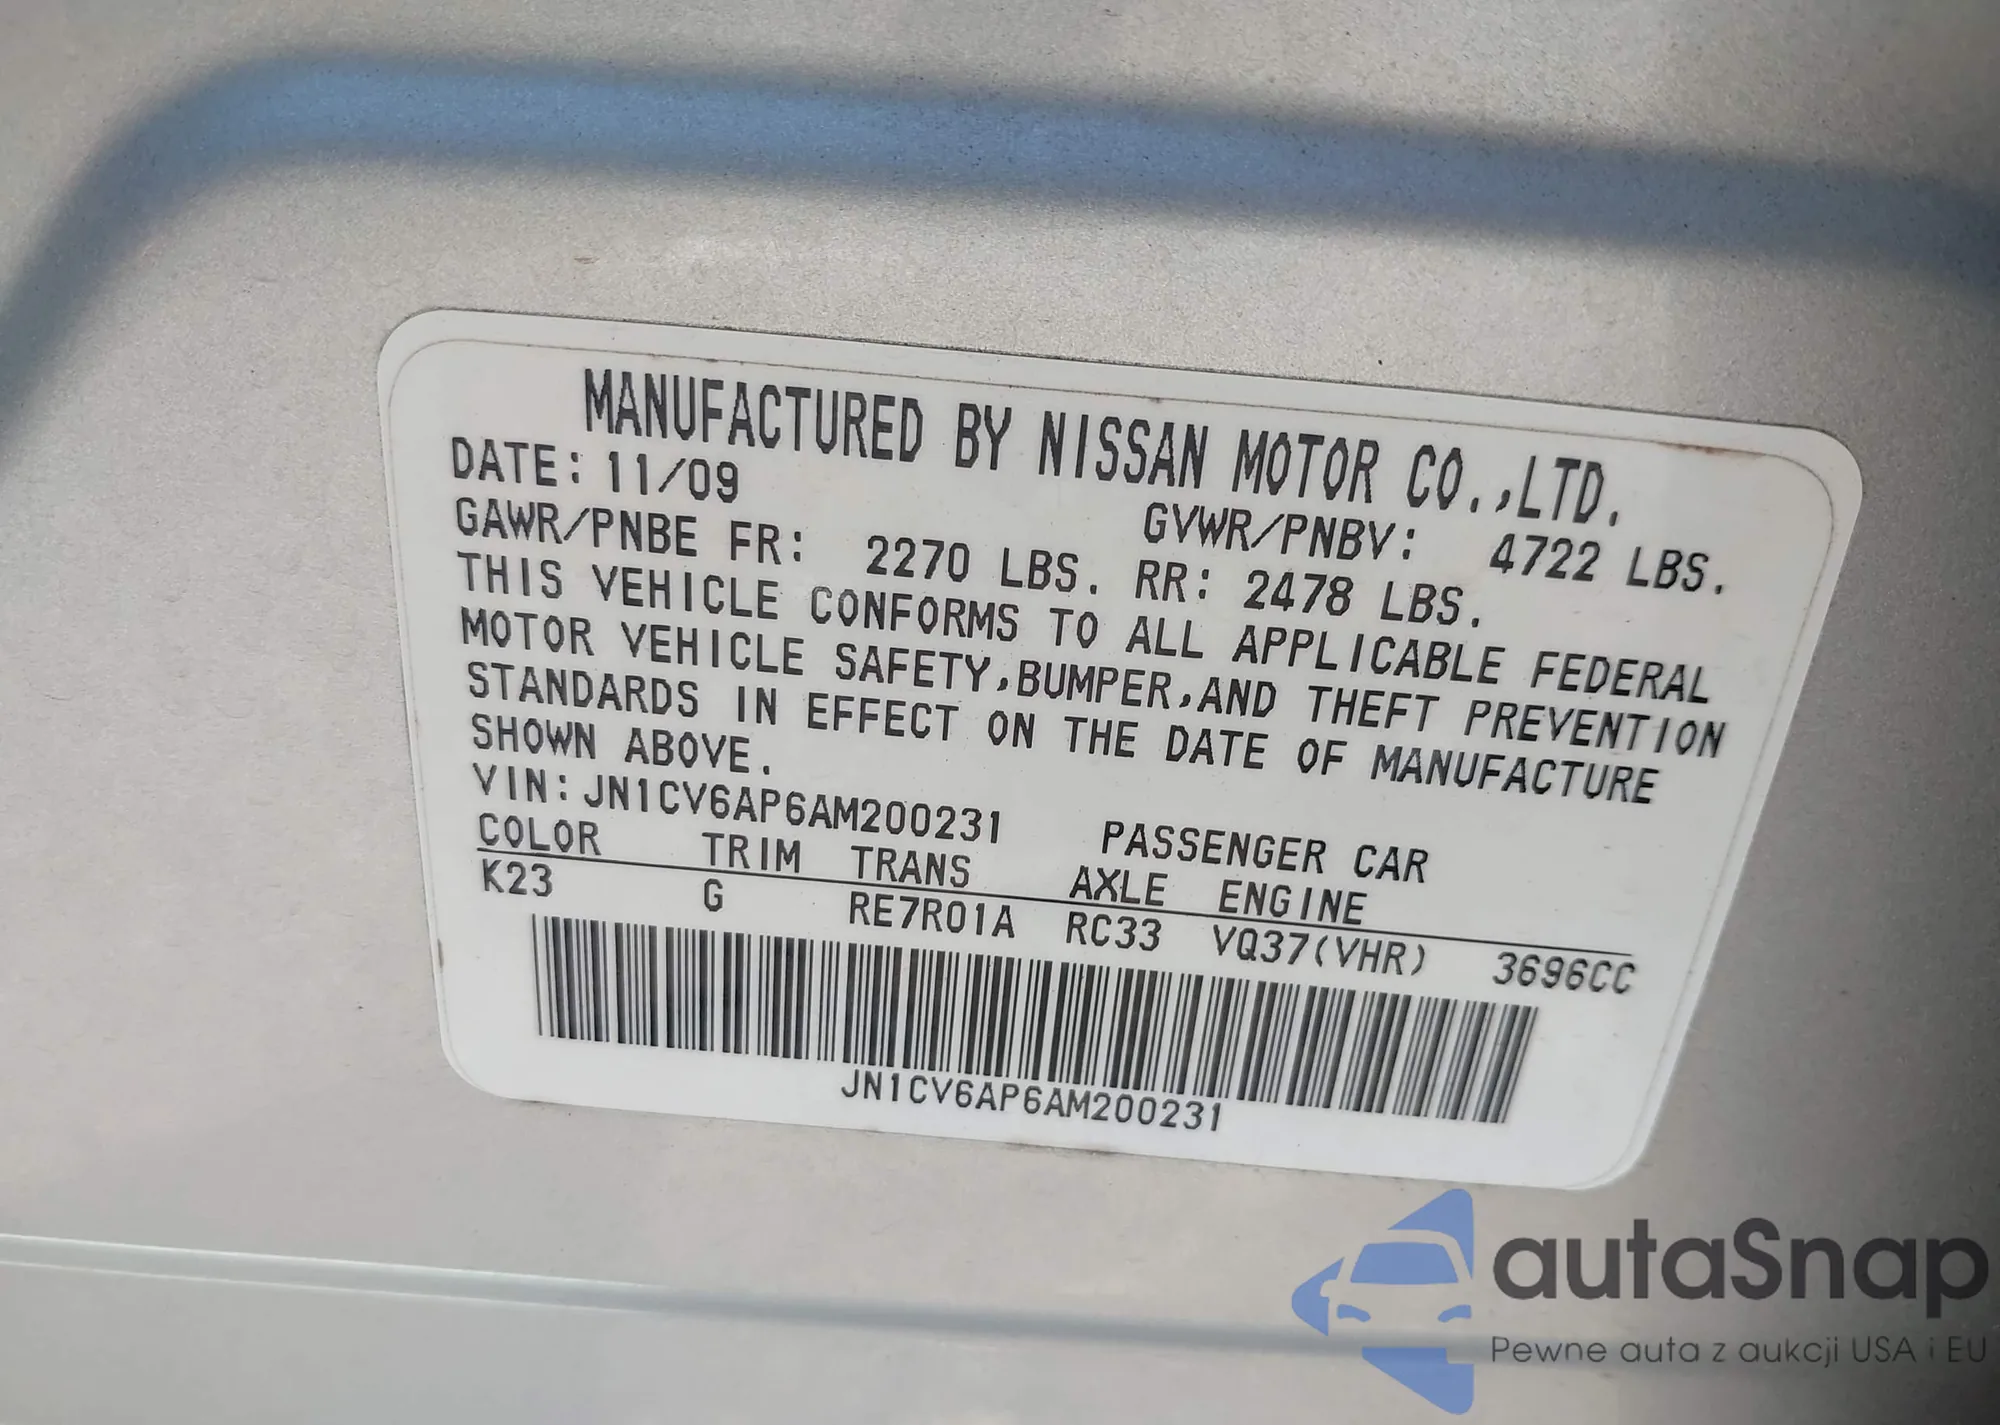 MANUFACTURED BY NISSAN MOTOR CO.,LTD.
DATE: 11/09 GVWR/PNBV: 4722 LBS.
GAWR/PNBE FR: 2270 LBS. RR: 2478 LBS.
THIS VEHICLE CONFORMS TO ALL APPLICABLE FEDERAL
MOTOR VEHICLE SAFETY,BUMPER,AND THEFT PREVENTION
STANDARDS IN EFFECT ON THE DATE OF MANUFACTURE
SHOWN ABOVE.
VIN:JN1CV6AP6AM200231 PASSENGER CAR
COLOR TRIM TRANS AXLE ENGINE
K23 G RE7R01A RC33 VQ37(VHR) 3696CC
JN1CV6AP6AM200231
autaSnap
Pewne auta z aukcji USA i EU